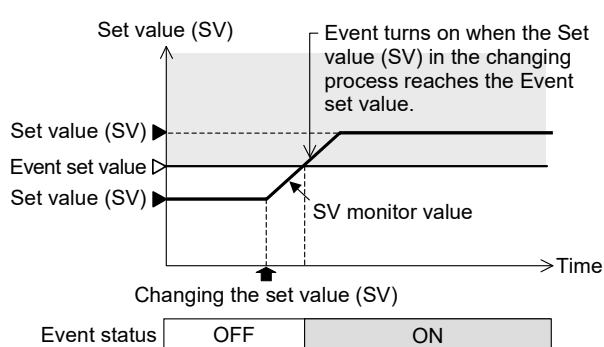 Set value (SV)
Event turns on when the Set
value (SV) in the changing
process reaches the Event
set value.
Set value (SV)
Event set value
Set value (SV)
SV monitor value
Time
Changing the set value (SV)
Event status
OFF
ON